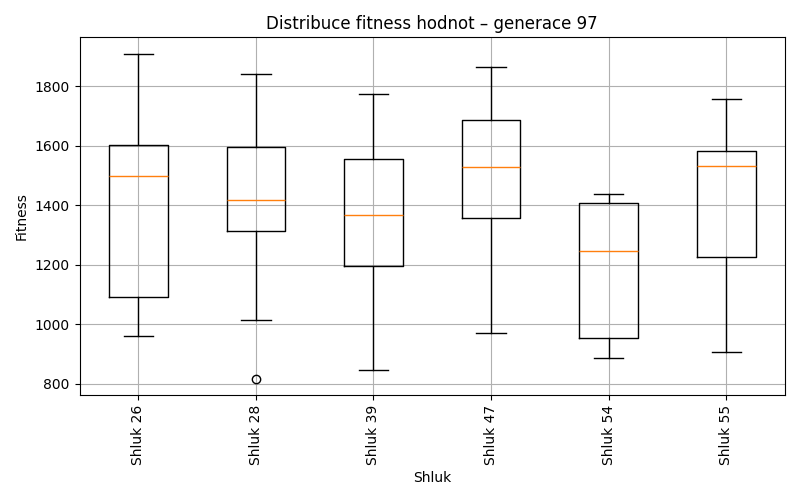 Distribuce fitness hodnot – generace 97
Fitness
1800
1600
1400
1200
1000
800
Shluk 26
Shluk 28
Shluk 39
Shluk 47
Shluk 54
Shluk 55
Shluk